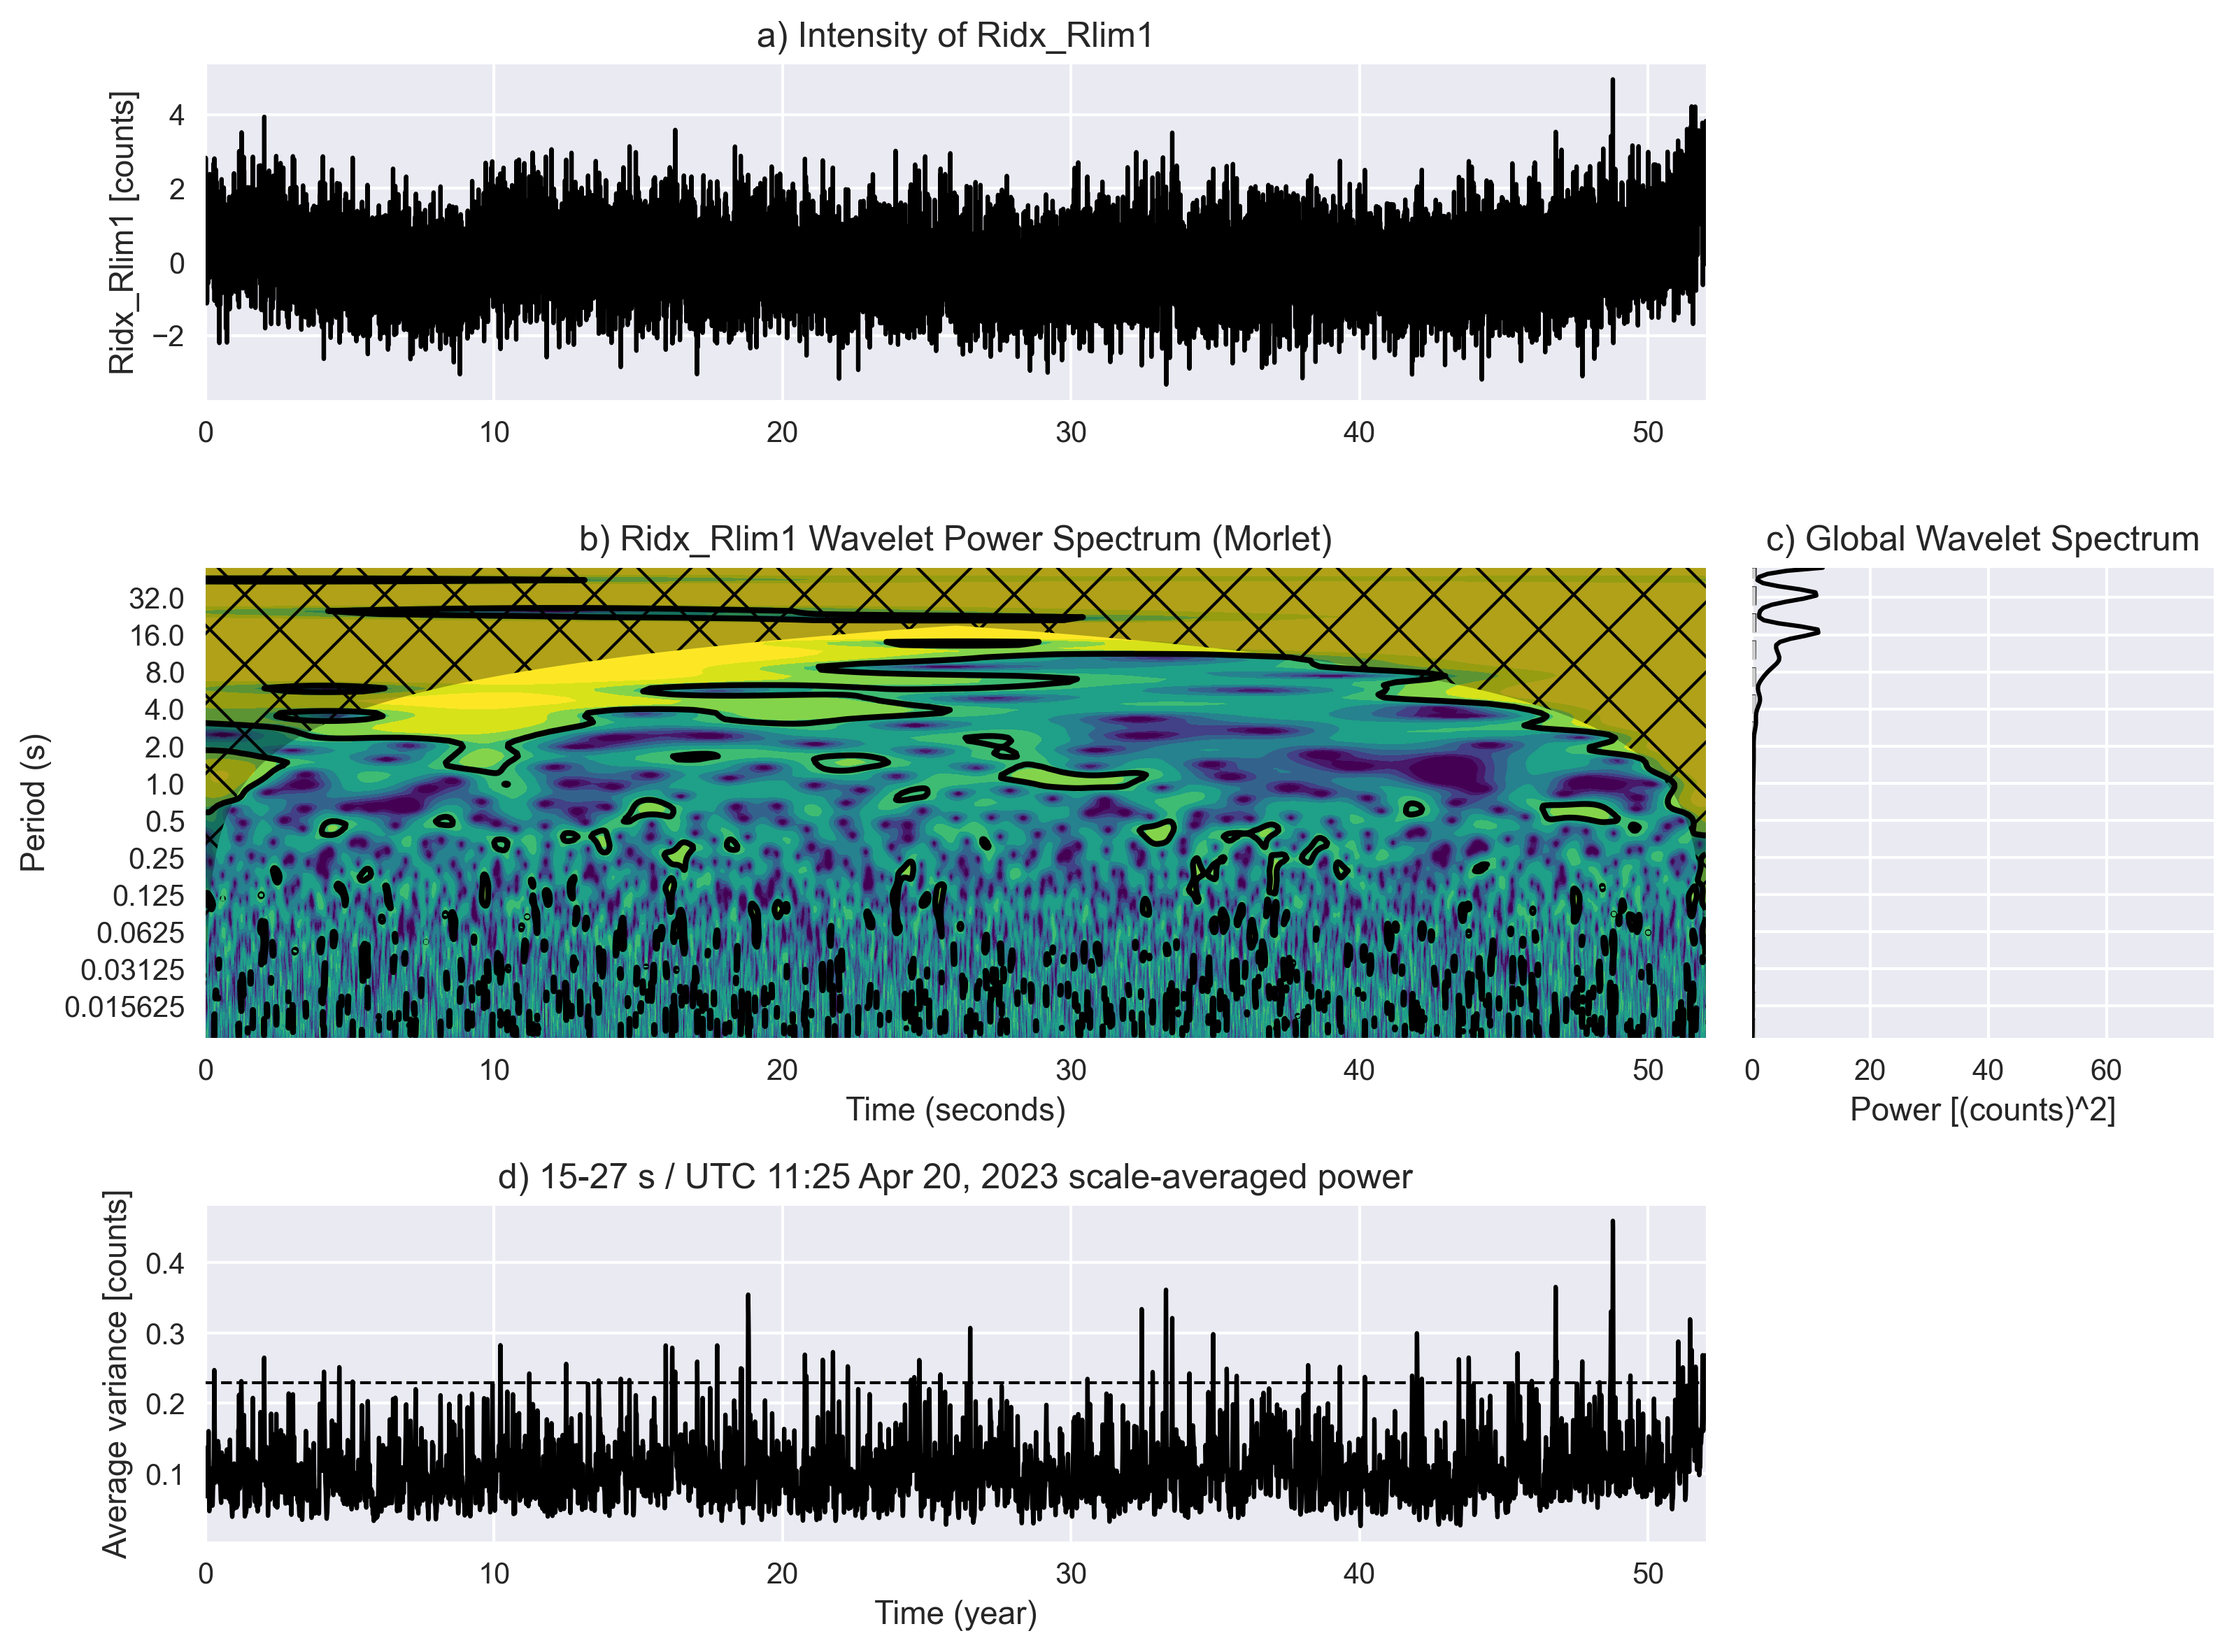 a) Intensity of Ridx_Rlim1
Ridx_Rlim1 [counts]
4
2
0
−2
0 10 20 30 40 50
b) Ridx_Rlim1 Wavelet Power Spectrum (Morlet)
Period (s)
32.0
16.0
8.0
4.0
2.0
1.0
0.5
0.25
0.125
0.0625
0.03125
0.015625
0 10 20 30 40 50
Time (seconds)
c) Global Wavelet Spectrum
0 20 40 60
Power [(counts)^2]
d) 15-27 s / UTC 11:25 Apr 20, 2023 scale-averaged power
Average variance [counts]
0.4
0.3
0.2
0.1
0 10 20 30 40 50
Time (year)